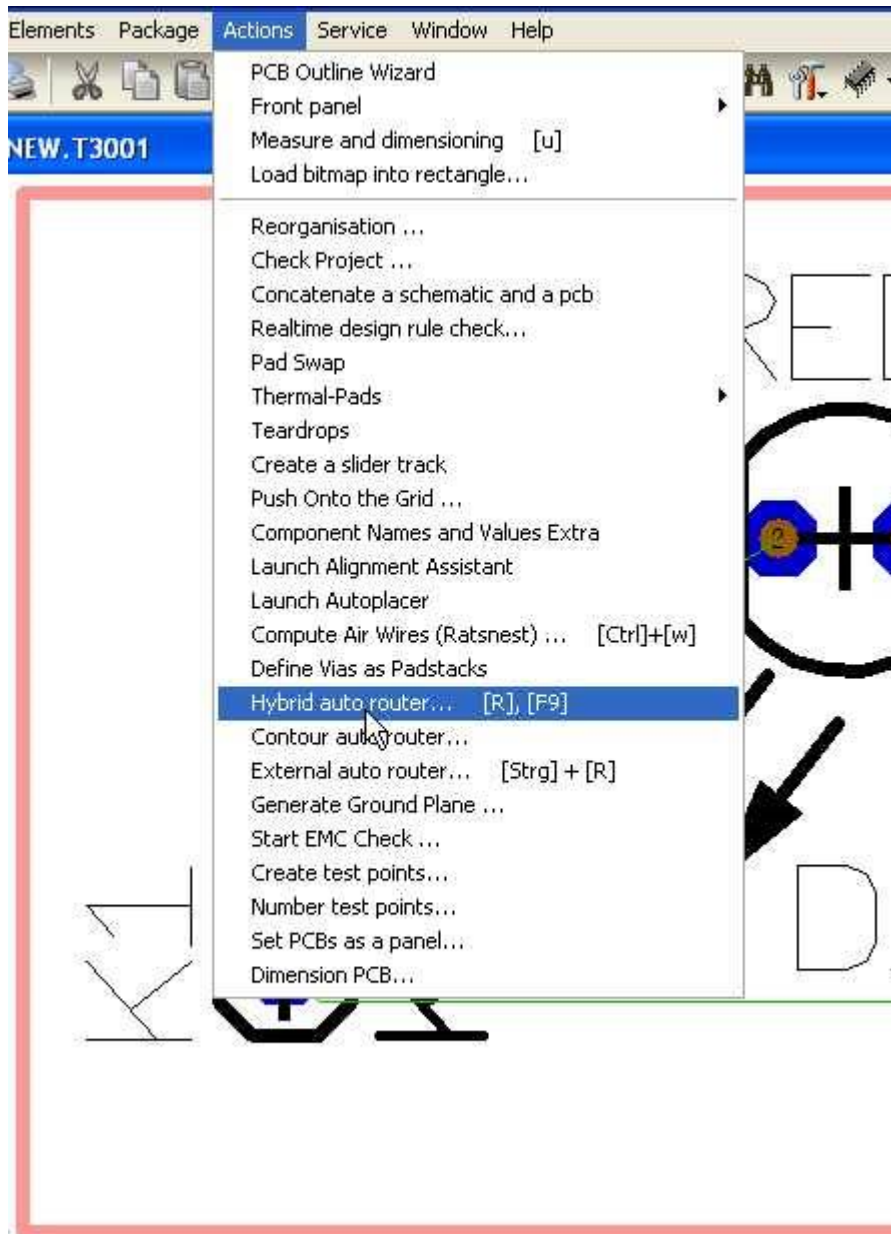 Elements Package Actions Service Window Help
NEW.T3001
PCB Outline Wizard
Front panel
Measure and dimensioning [u]
Load bitmap into rectangle...
Reorganisation ...
Check Project ...
Concatenate a schematic and a pcb
Realtime design rule check...
Pad Swap
Thermal-Pads
Teardrops
Create a slider track
Push Onto the Grid ...
Component Names and Values Extra
Launch Alignment Assistant
Launch Autoplacer
Compute Air Wires (Ratsnest) ... [Ctrl]+[w]
Define Vias as Padstacks
Hybrid auto router... [R], [F9]
Contour auto router...
External auto router... [Strg] + [R]
Generate Ground Plane ...
Start EMC Check ...
Create test points...
Number test points...
Set PCBs as a panel...
Dimension PCB...
RE
2
D
K1